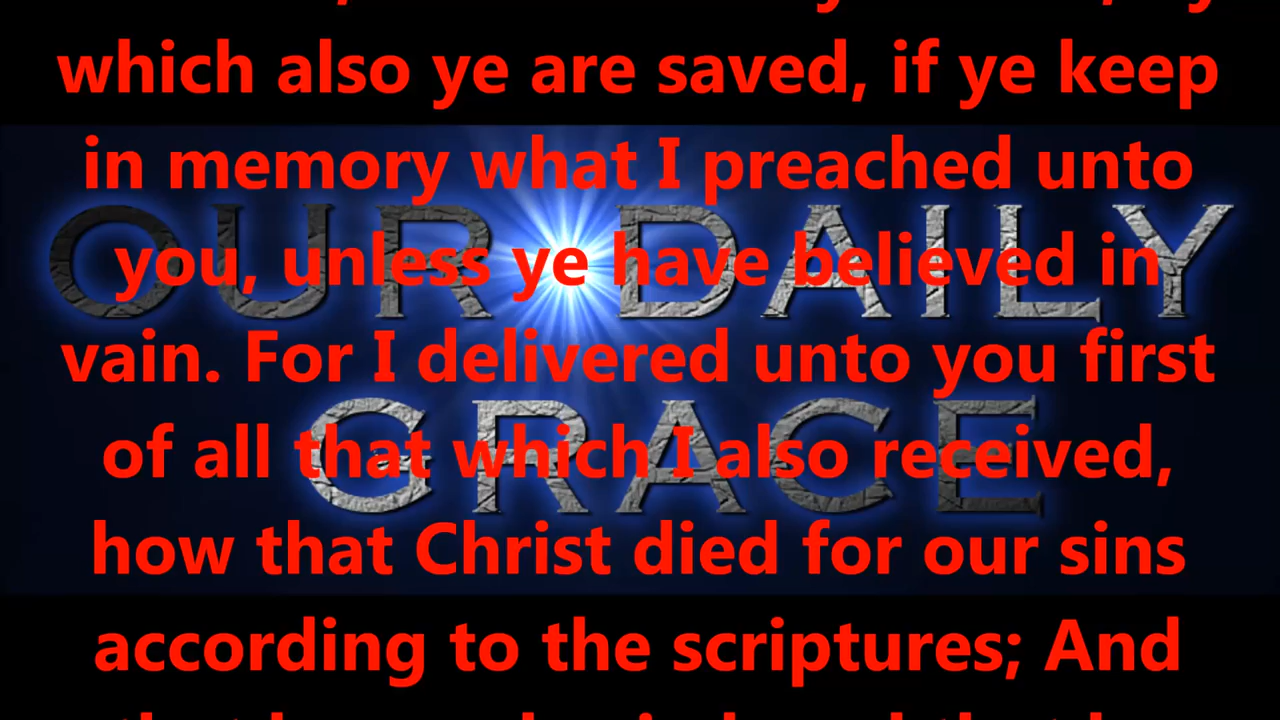 which also ye are saved, if ye keep
in memory what I preached unto
you, unless ye have believed in
vain. For I delivered unto you first
of all that which I also received,
how that Christ died for our sins
according to the scriptures; And
OUR DAILY
GRACE